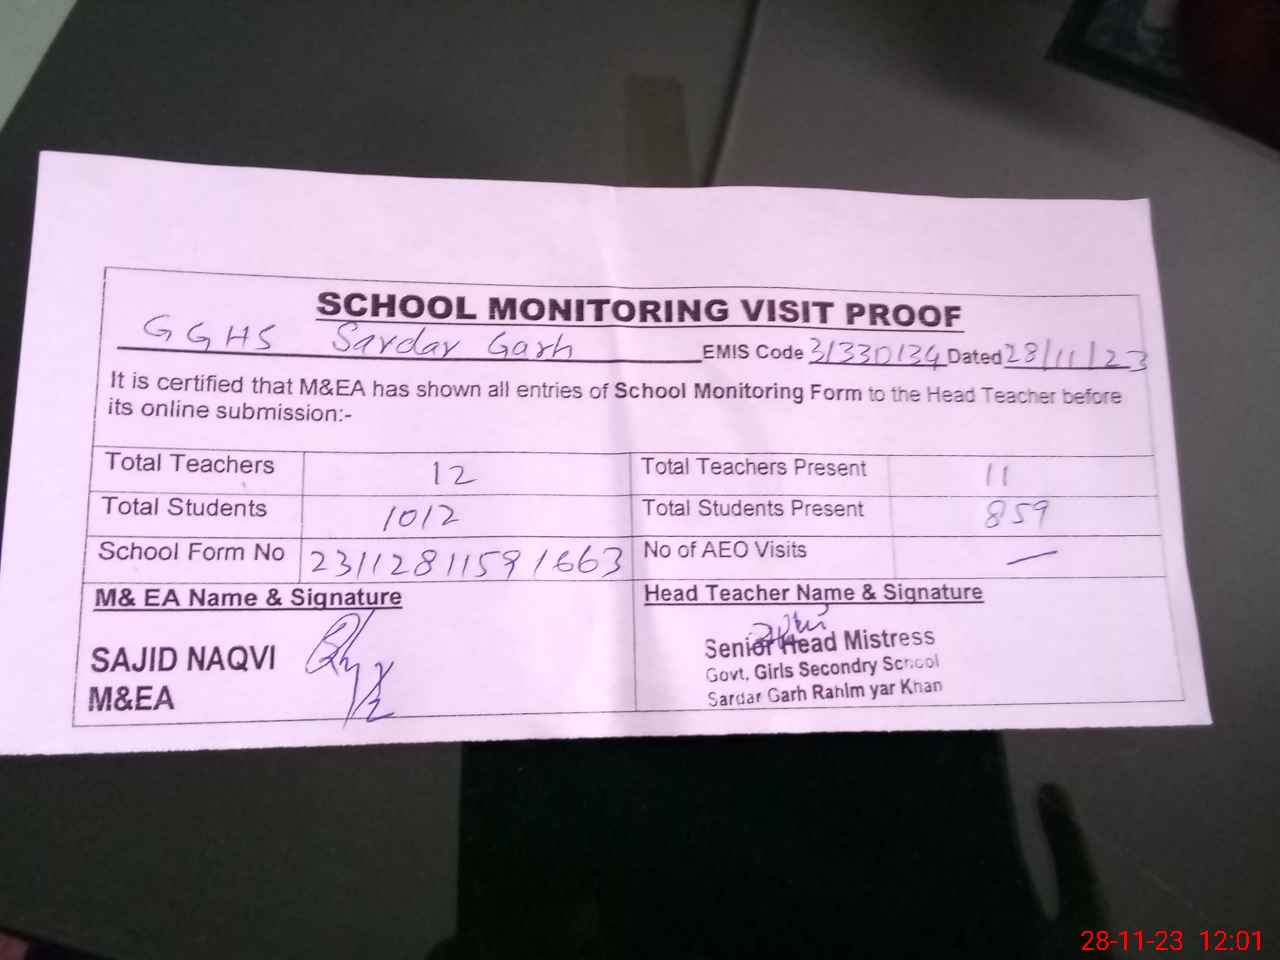 SCHOOL MONITORING VISIT PROOF
GGHS Sardar Garh EMIS Code 31330134 Dated 28/11/23
It is certified that M&EA has shown all entries of School Monitoring Form to the Head Teacher before
its online submission:-
Total Teachers 12 Total Teachers Present 11
Total Students 1012 Total Students Present 859
School Form No 23112811591663 No of AEO Visits —
M& EA Name & Signature Head Teacher Name & Signature
SAJID NAQVI
M&EA
Senior Head Mistress
Govt. Girls Secondry School
Sardar Garh Rahim yar Khan
28-11-23 12:01